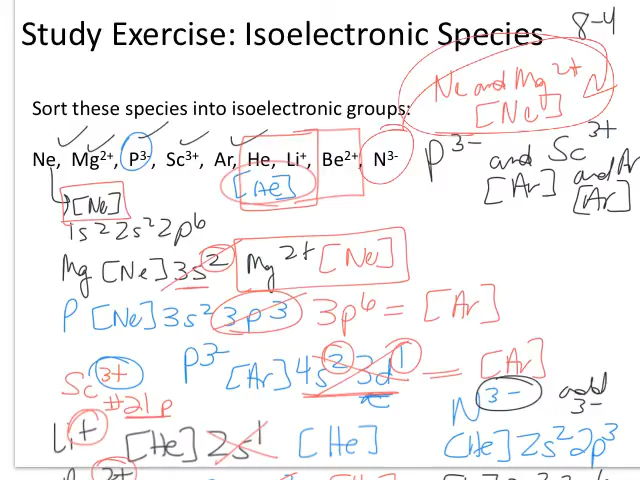 Study Exercise: Isoelectronic Species
8-4
Sort these species into isoelectronic groups:
Ne and Mg²⁺
[Ne]
Ne, Mg²⁺, P³⁻, Sc³⁺, Ar, He, Li⁺, Be²⁺, N³⁻
P³⁻ and Sc³⁺
and Ar
[Ar] [Ar]
[He]
[Ne]
1s²2s²2p⁶
Mg [Ne]3s² Mg²⁺ [Ne]
P [Ne]3s²3p³ 3p⁶ = [Ar]
P³⁻ [Ar]4s²3d¹ = [Ar]
Sc³⁺
#21 p
N³⁻ add 3-
Li⁺ [He]2s¹ [He] [He]2s²2p³